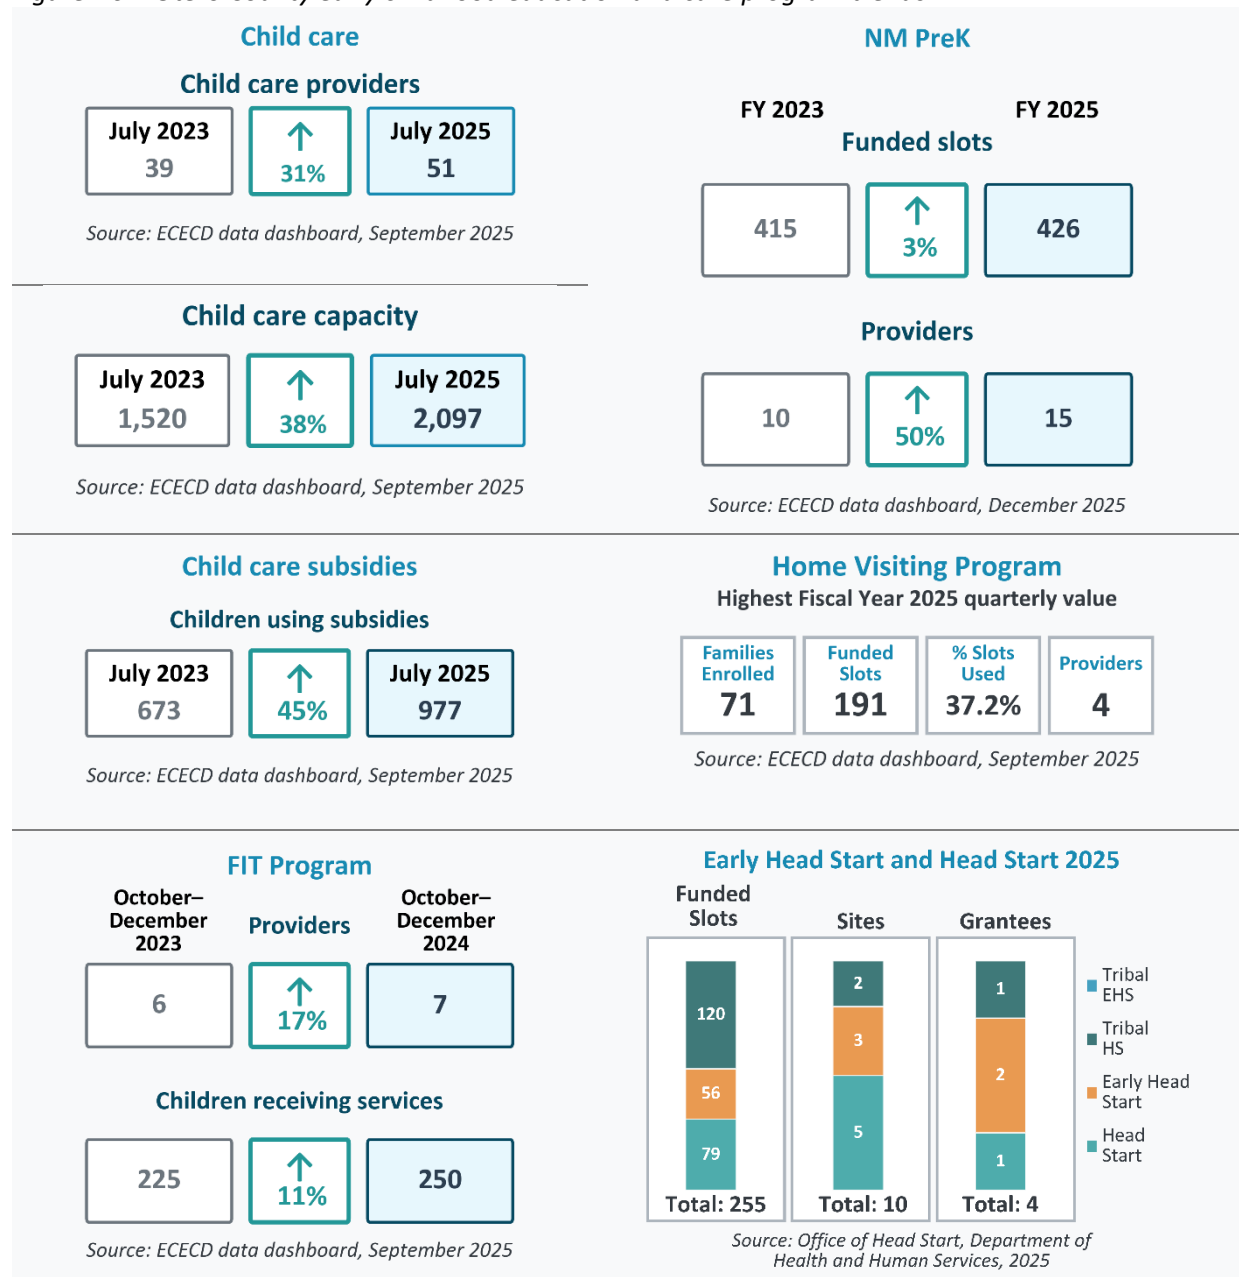 Child care
Child care providers
July 2023
39
↑
31%
July 2025
51
Source: ECECD data dashboard, September 2025
Child care capacity
July 2023
1,520
↑
38%
July 2025
2,097
Source: ECECD data dashboard, September 2025
NM PreK
FY 2023
FY 2025
Funded slots
415
↑
3%
426
Providers
10
↑
50%
15
Source: ECECD data dashboard, December 2025
Child care subsidies
Children using subsidies
July 2023
673
↑
45%
July 2025
977
Source: ECECD data dashboard, September 2025
Home Visiting Program
Highest Fiscal Year 2025 quarterly value
Families
Enrolled
71
Funded
Slots
191
% Slots
Used
37.2%
Providers
4
Source: ECECD data dashboard, September 2025
FIT Program
October–
December
2023
Providers
October–
December
2024
6
↑
17%
7
Children receiving services
225
↑
11%
250
Source: ECECD data dashboard, September 2025
Early Head Start and Head Start 2025
Funded
Slots
120
56
79
Total: 255
Sites
2
3
5
Total: 10
Grantees
1
2
1
Total: 4
Tribal
EHS
Tribal
HS
Early Head
Start
Head
Start
Source: Office of Head Start, Department of
Health and Human Services, 2025